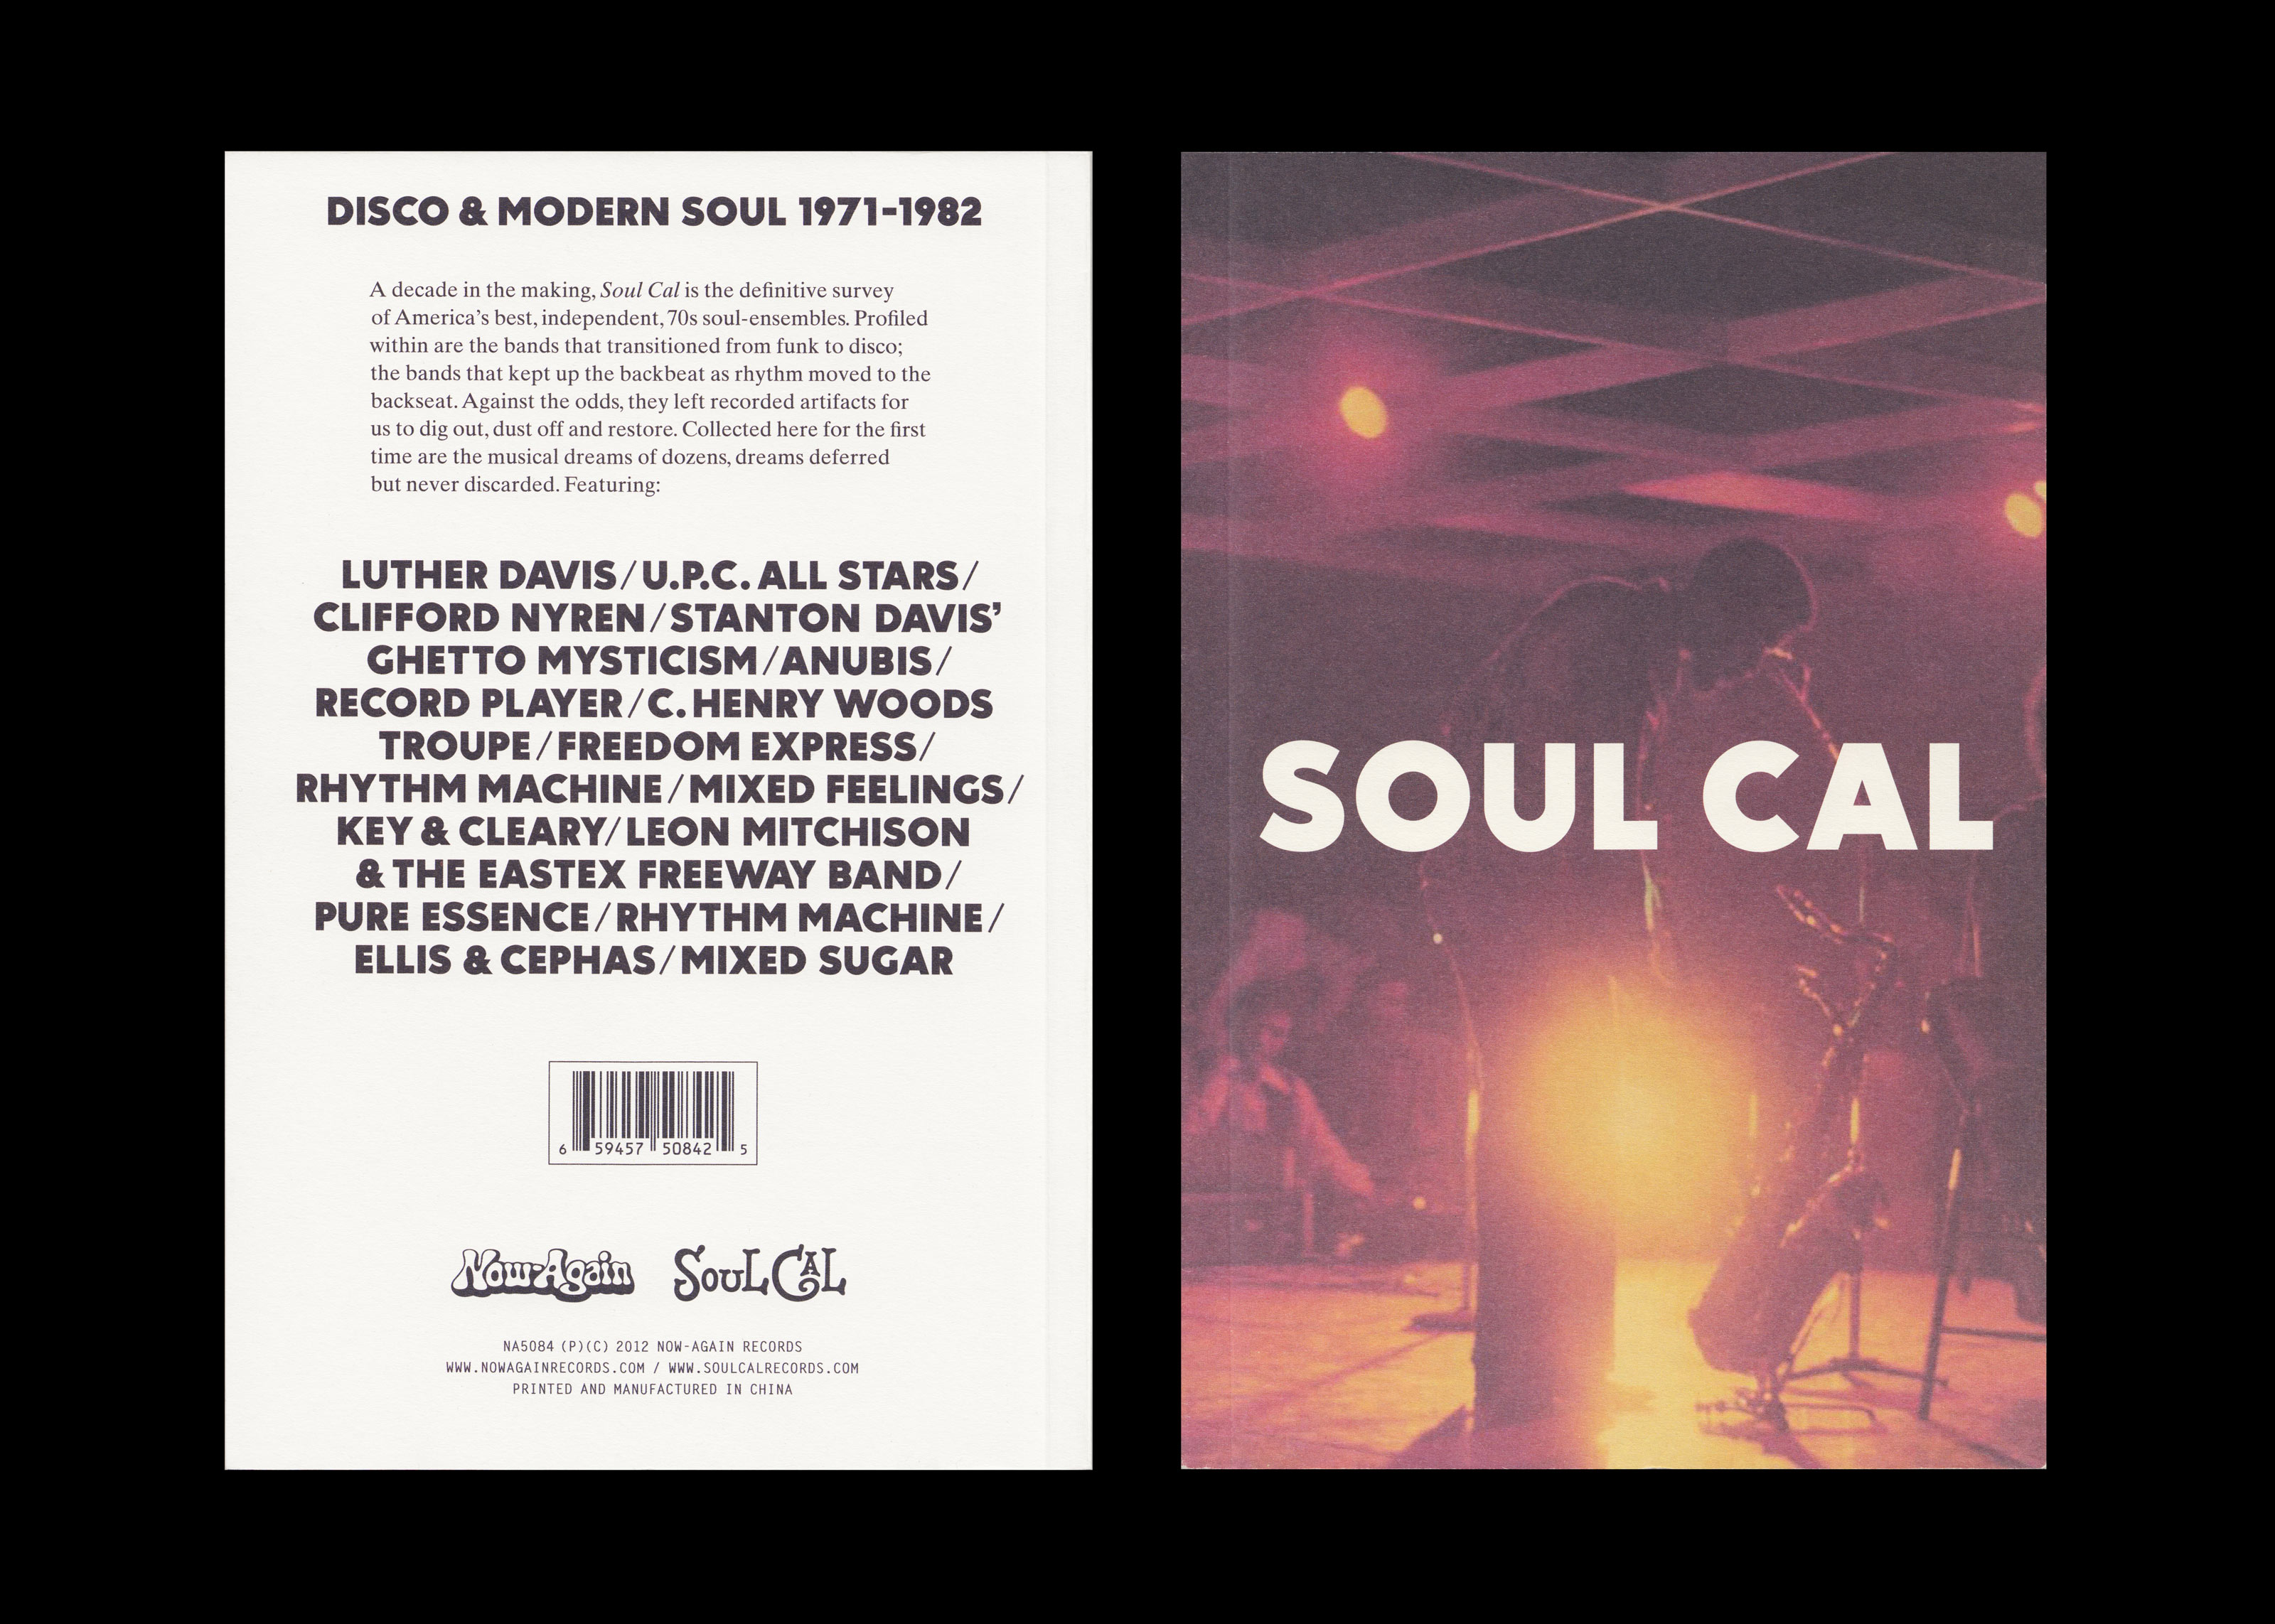 DISCO & MODERN SOUL 1971-1982
A decade in the making, Soul Cal is the definitive survey
of America's best, independent, 70s soul-ensembles. Profiled
within are the bands that transitioned from funk to disco;
the bands that kept up the backbeat as rhythm moved to the
backseat. Against the odds, they left recorded artifacts for
us to dig out, dust off and restore. Collected here for the first
time are the musical dreams of dozens, dreams deferred
but never discarded. Featuring:
LUTHER DAVIS/U.P.C. ALL STARS/
CLIFFORD NYREN/STANTON DAVIS’
GHETTO MYSTICISM/ANUBIS/
RECORD PLAYER/C. HENRY WOODS
TROUPE/FREEDOM EXPRESS/
RHYTHM MACHINE/MIXED FEELINGS/
KEY & CLEARY/LEON MITCHISON
& THE EASTEX FREEWAY BAND/
PURE ESSENCE/RHYTHM MACHINE/
ELLIS & CEPHAS/MIXED SUGAR
6 59457 50842 5
Now-Again SOUL CAL
NA5084 (P)(C) 2012 NOW-AGAIN RECORDS
WWW.NOWAGAINRECORDS.COM / WWW.SOULCALRECORDS.COM
PRINTED AND MANUFACTURED IN CHINA
SOUL CAL